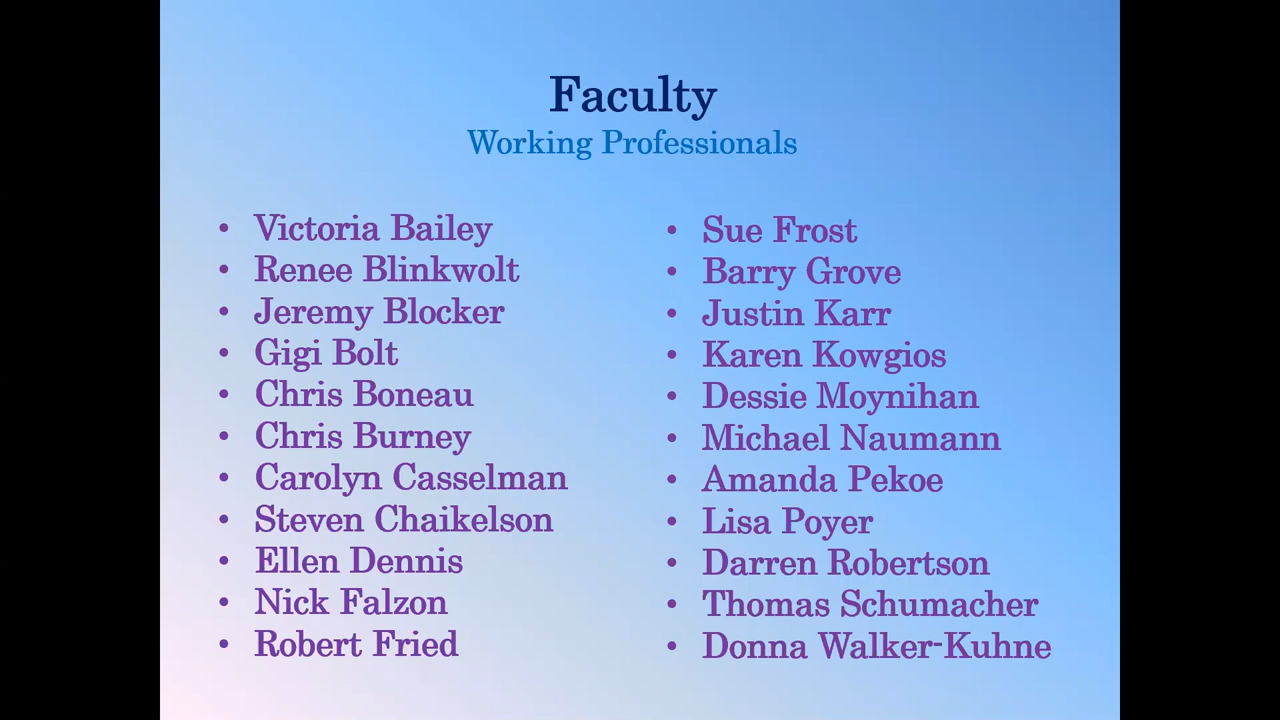 Faculty
Working Professionals
• Victoria Bailey
• Renee Blinkwolt
• Jeremy Blocker
• Gigi Bolt
• Chris Boneau
• Chris Burney
• Carolyn Casselman
• Steven Chaikelson
• Ellen Dennis
• Nick Falzon
• Robert Fried
• Sue Frost
• Barry Grove
• Justin Karr
• Karen Kowgios
• Dessie Moynihan
• Michael Naumann
• Amanda Pekoe
• Lisa Poyer
• Darren Robertson
• Thomas Schumacher
• Donna Walker-Kuhne